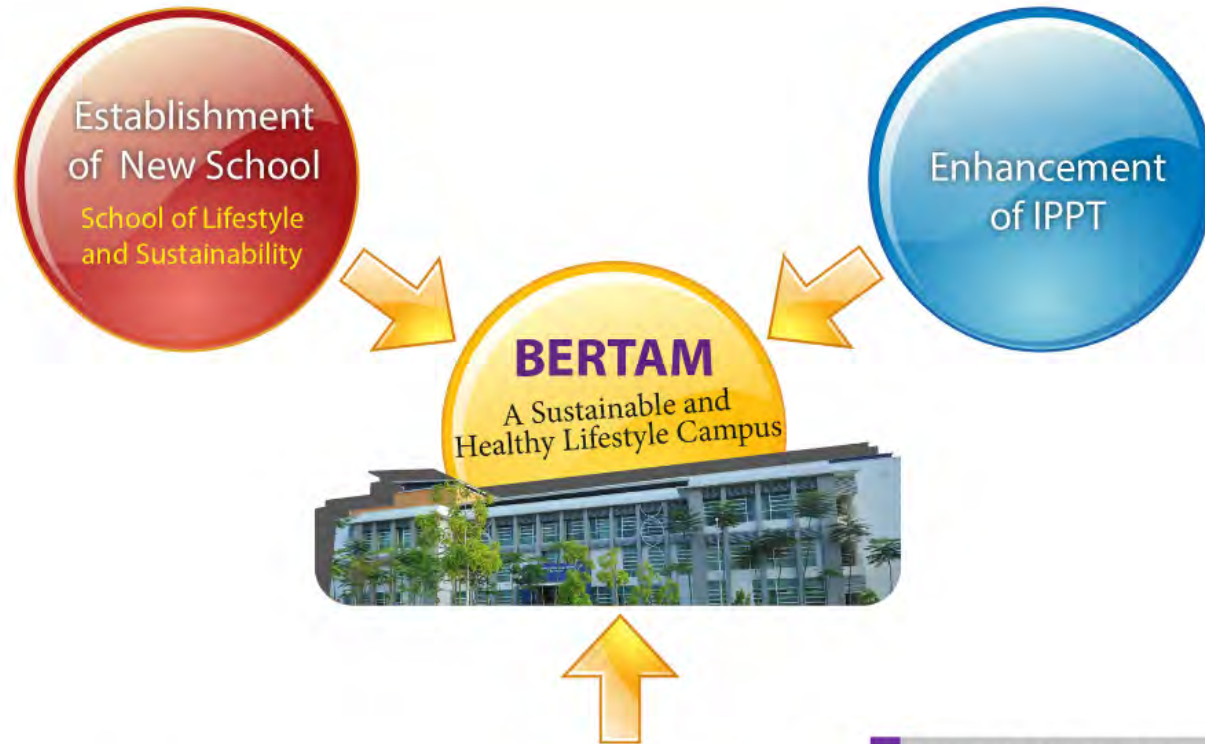 Establishment
of New School
School of Lifestyle
and Sustainability
Enhancement
of IPPT
BERTAM
A Sustainable and
Healthy Lifestyle Campus